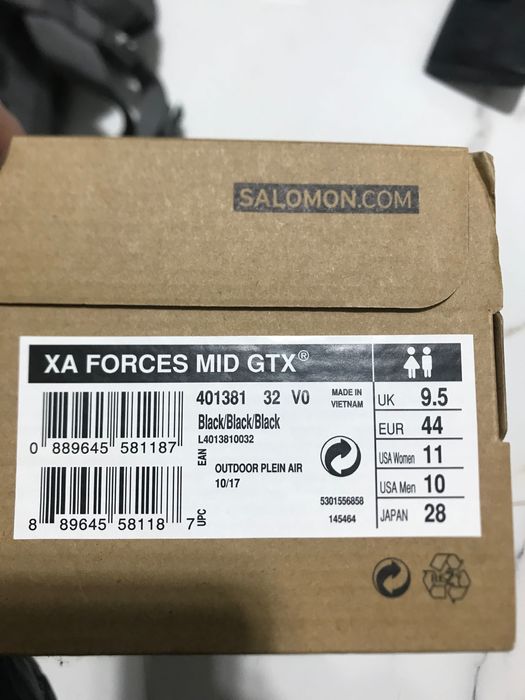 SALOMON.COM
XA FORCES MID GTX®
401381 32 V0
MADE IN
VIETNAM
Black/Black/Black
L4013810032
0 889645 581187
EAN
OUTDOOR PLEIN AIR
10/17
5301556858
145464
8 89645 58118 7
UPC
UK 9.5
EUR 44
USA Women 11
USA Men 10
JAPAN 28